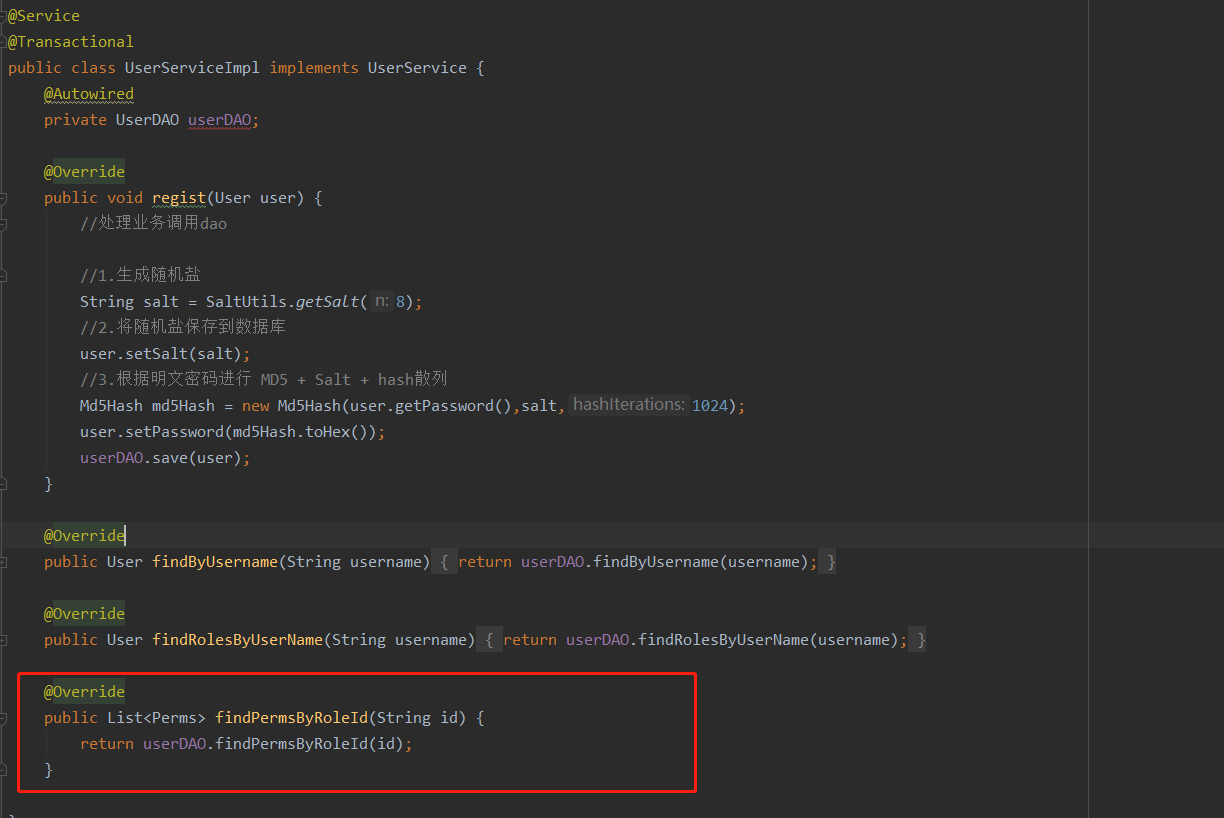 @Service
@Transactional
public class UserServiceImpl implements UserService {
@Autowired
private UserDAO userDAO;
@Override
public void regist(User user) {
//处理业务调用dao
//1.生成随机盐
String salt = SaltUtils.getSalt( n: 8);
//2.将随机盐保存到数据库
user.setSalt(salt);
//3.根据明文密码进行 MD5 + Salt + hash散列
Md5Hash md5Hash = new Md5Hash(user.getPassword(),salt, hashIterations: 1024);
user.setPassword(md5Hash.toHex());
userDAO.save(user);
}
@Override
public User findByUsername(String username) { return userDAO.findByUsername(username); }
@Override
public User findRolesByUserName(String username) { return userDAO.findRolesByUserName(username); }
@Override
public List<Perms> findPermsByRoleId(String id) {
return userDAO.findPermsByRoleId(id);
}